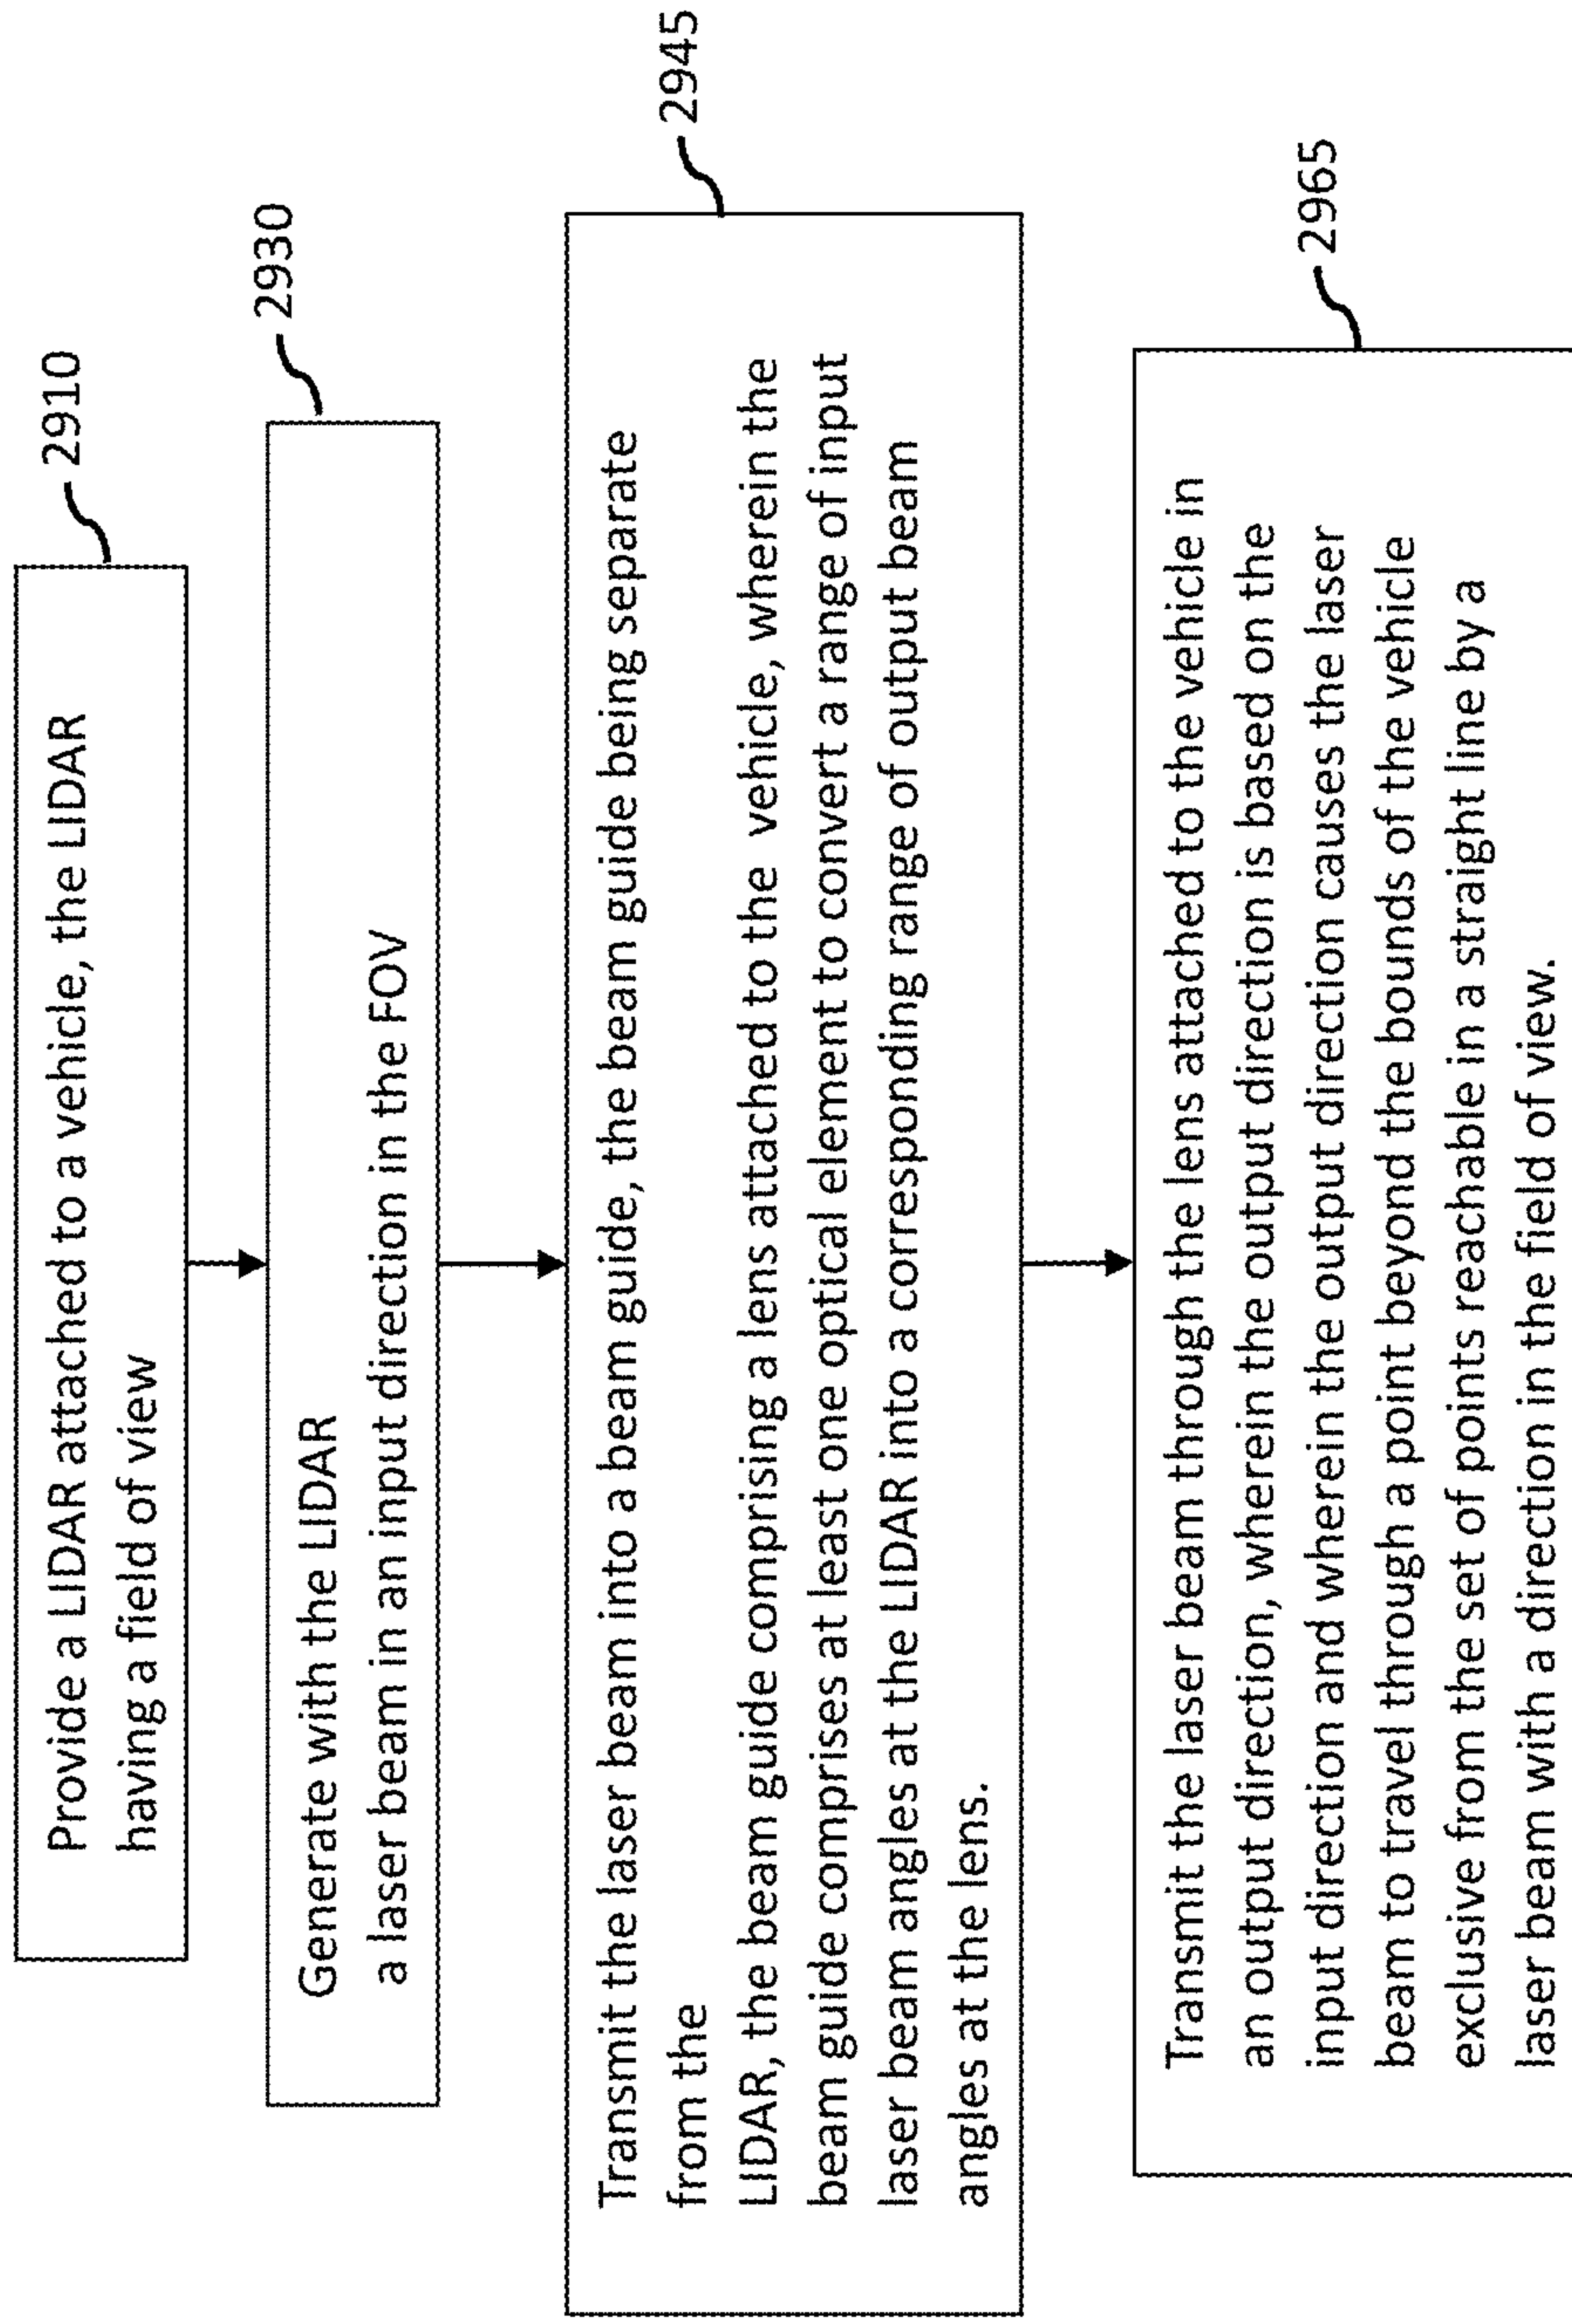 2910
Provide a LIDAR attached to a vehicle, the LIDAR
having a field of view
2930
Generate with the LIDAR
a laser beam in an input direction in the FOV
2945
Transmit the laser beam into a beam guide, the beam guide being separate
from the
LIDAR, the beam guide comprising a lens attached to the vehicle, wherein the
beam guide comprises at least one optical element to convert a range of input
laser beam angles at the LIDAR into a corresponding range of output beam
angles at the lens.
2965
Transmit the laser beam through the lens attached to the vehicle in
an output direction, wherein the output direction is based on the
input direction and wherein the output direction causes the laser
beam to travel through a point beyond the bounds of the vehicle
exclusive from the set of points reachable in a straight line by a
laser beam with a direction in the field of view.